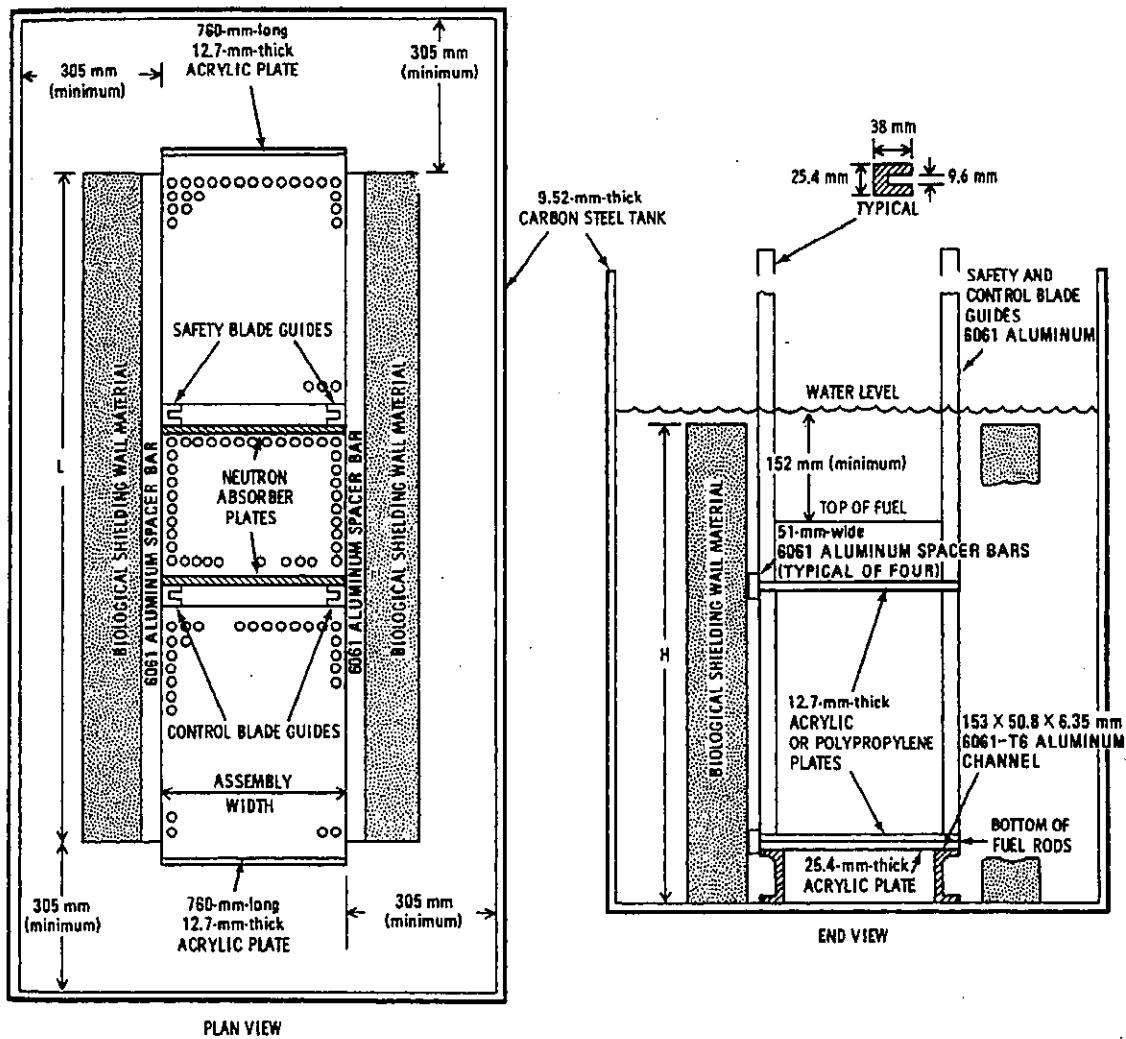 760-mm-long
12.7-mm-thick
ACRYLIC PLATE
305 mm
(minimum)
305 mm
(minimum)
L
BIOLOGICAL SHIELDING WALL MATERIAL
6061 ALUMINUM SPACER BAR
SAFETY BLADE GUIDES
NEUTRON
ABSORBER
PLATES
CONTROL BLADE GUIDES
ASSEMBLY
WIDTH
6061 ALUMINUM SPACER BAR
BIOLOGICAL SHIELDING WALL MATERIAL
305 mm
(minimum)
760-mm-long
12.7-mm-thick
ACRYLIC PLATE
305 mm
(minimum)
PLAN VIEW
9.52-mm-thick
CARBON STEEL TANK
38 mm
25.4 mm
9.6 mm
TYPICAL
SAFETY AND
CONTROL BLADE
GUIDES
6061 ALUMINUM
WATER LEVEL
152 mm (minimum)
TOP OF FUEL
51-mm-wide
6061 ALUMINUM SPACER BARS
(TYPICAL OF FOUR)
H
BIOLOGICAL SHIELDING WALL MATERIAL
12.7-mm-thick
ACRYLIC
OR POLYPROPYLENE
PLATES
153 X 50.8 X 6.35 mm
6061-T6 ALUMINUM
CHANNEL
BOTTOM OF
FUEL RODS
25.4-mm-thick
ACRYLIC PLATE
END VIEW